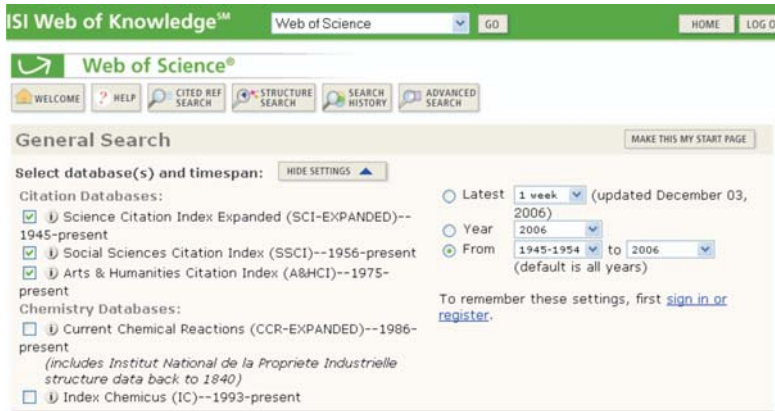 ISI Web of Knowledge℠ Web of Science GO HOME LOG O
Web of Science®
WELCOME ? HELP CITED REF SEARCH STRUCTURE SEARCH SEARCH HISTORY ADVANCED SEARCH
General Search MAKE THIS MY START PAGE
Select database(s) and timespan: HIDE SETTINGS
Citation Databases:
Science Citation Index Expanded (SCI-EXPANDED)--
1945-present
Social Sciences Citation Index (SSCI)--1956-present
Arts & Humanities Citation Index (A&HCI)--1975-
present
Chemistry Databases:
Current Chemical Reactions (CCR-EXPANDED)--1986-
present
(includes Institut National de la Propriete Industrielle
structure data back to 1840)
Index Chemicus (IC)--1993-present
Latest 1 week (updated December 03,
2006)
Year 2006
From 1945-1954 to 2006
(default is all years)
To remember these settings, first sign in or
register.